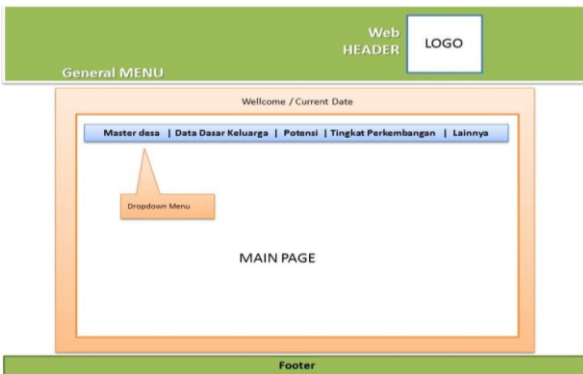 Web
HEADER
LOGO
General MENU
Wellcome / Current Date
Master desa | Data Dasar Keluarga | Potensi | Tingkat Perkembangan | Lainnya
Dropdown Menu
MAIN PAGE
Footer